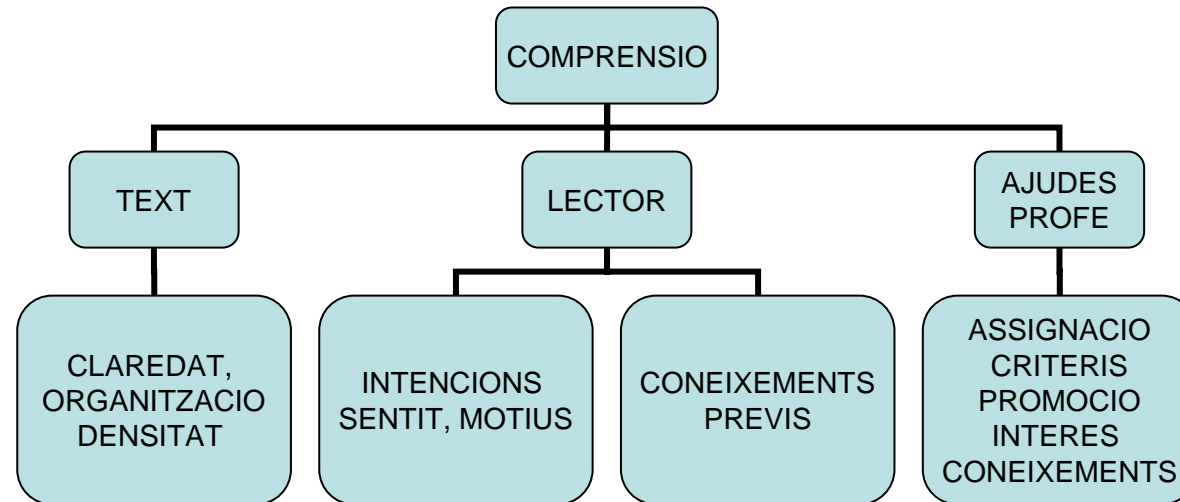 COMPRENSIO
TEXT
LECTOR
AJUDES
PROFE
CLAREDAT,
ORGANITZACIO
DENSITAT
INTENCIONS
SENTIT, MOTIUS
CONEIXEMENTS
PREVIS
ASSIGNACIO
CRITERIS
PROMOCIO
INTERES
CONEIXEMENTS